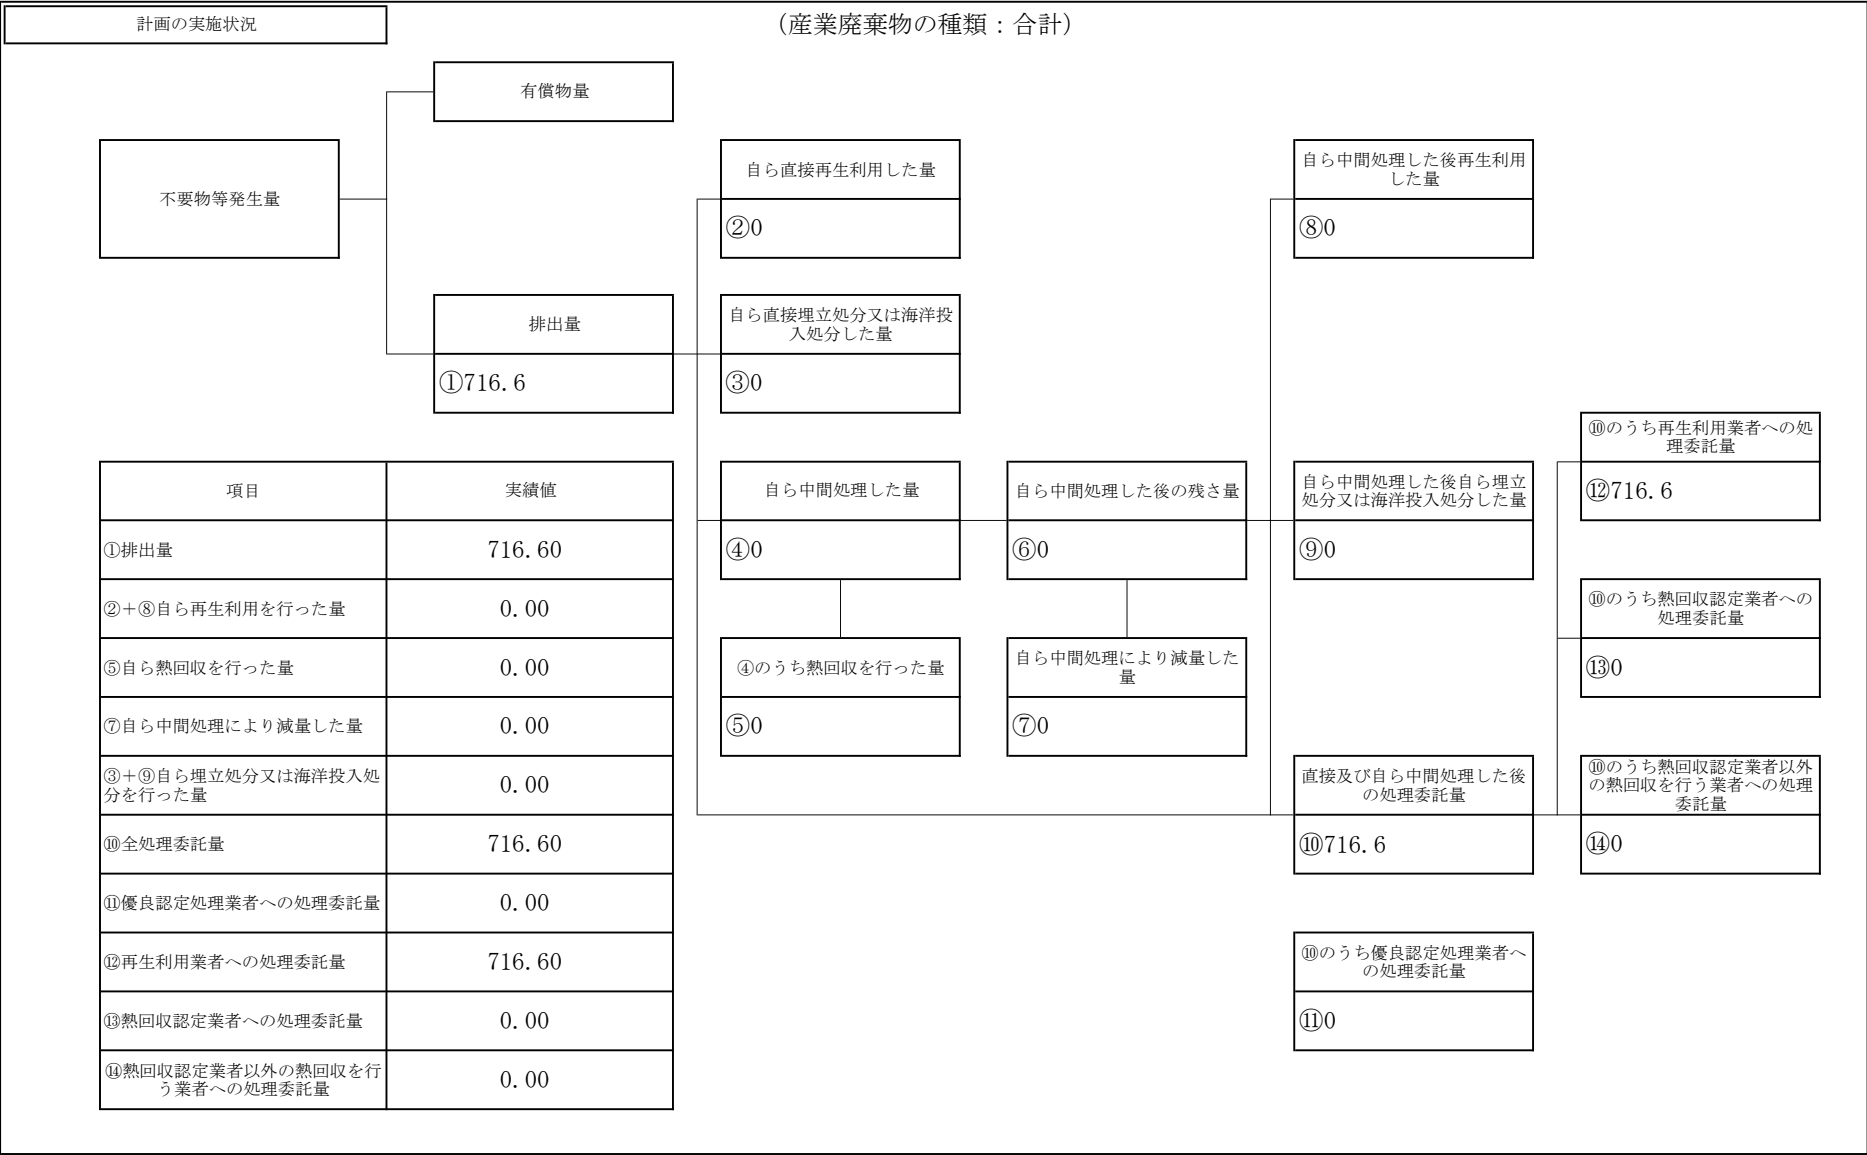 計画の実施状況
（産業廃棄物の種類：合計）
有償物量
不要物等発生量
自ら直接再生利用した量
②0
自ら中間処理した後再生利用
した量
⑧0
排出量
①716.6
自ら直接埋立処分又は海洋投
入処分した量
③0
⑩のうち再生利用業者への処
理委託量
⑫716.6
自ら中間処理した量
④0
自ら中間処理した後の残さ量
⑥0
自ら中間処理した後自ら埋立
処分又は海洋投入処分した量
⑨0
⑩のうち熱回収認定業者への
処理委託量
⑬0
④のうち熱回収を行った量
⑤0
自ら中間処理により減量した
量
⑦0
直接及び自ら中間処理した後
の処理委託量
⑩716.6
⑩のうち熱回収認定業者以外
の熱回収を行う業者への処理
委託量
⑭0
⑩のうち優良認定処理業者へ
の処理委託量
⑪0
項目 実績値
①排出量 716.60
②＋⑧自ら再生利用を行った量 0.00
⑤自ら熱回収を行った量 0.00
⑦自ら中間処理により減量した量 0.00
③＋⑨自ら埋立処分又は海洋投入処
分を行った量 0.00
⑩全処理委託量 716.60
⑪優良認定処理業者への処理委託量 0.00
⑫再生利用業者への処理委託量 716.60
⑬熱回収認定業者への処理委託量 0.00
⑭熱回収認定業者以外の熱回収を行
う業者への処理委託量 0.00